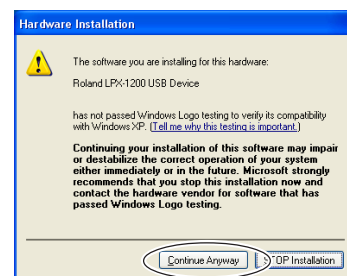 Hardware Installation
The software you are installing for this hardware:
Roland LPX-1200 USB Device
has not passed Windows Logo testing to verify its compatibility
with Windows XP. (Tell me why this testing is important.)
Continuing your installation of this software may impair
or destabilize the correct operation of your system
either immediately or in the future. Microsoft strongly
recommends that you stop this installation now and
contact the hardware vendor for software that has
passed Windows Logo testing.
Continue Anyway STOP Installation